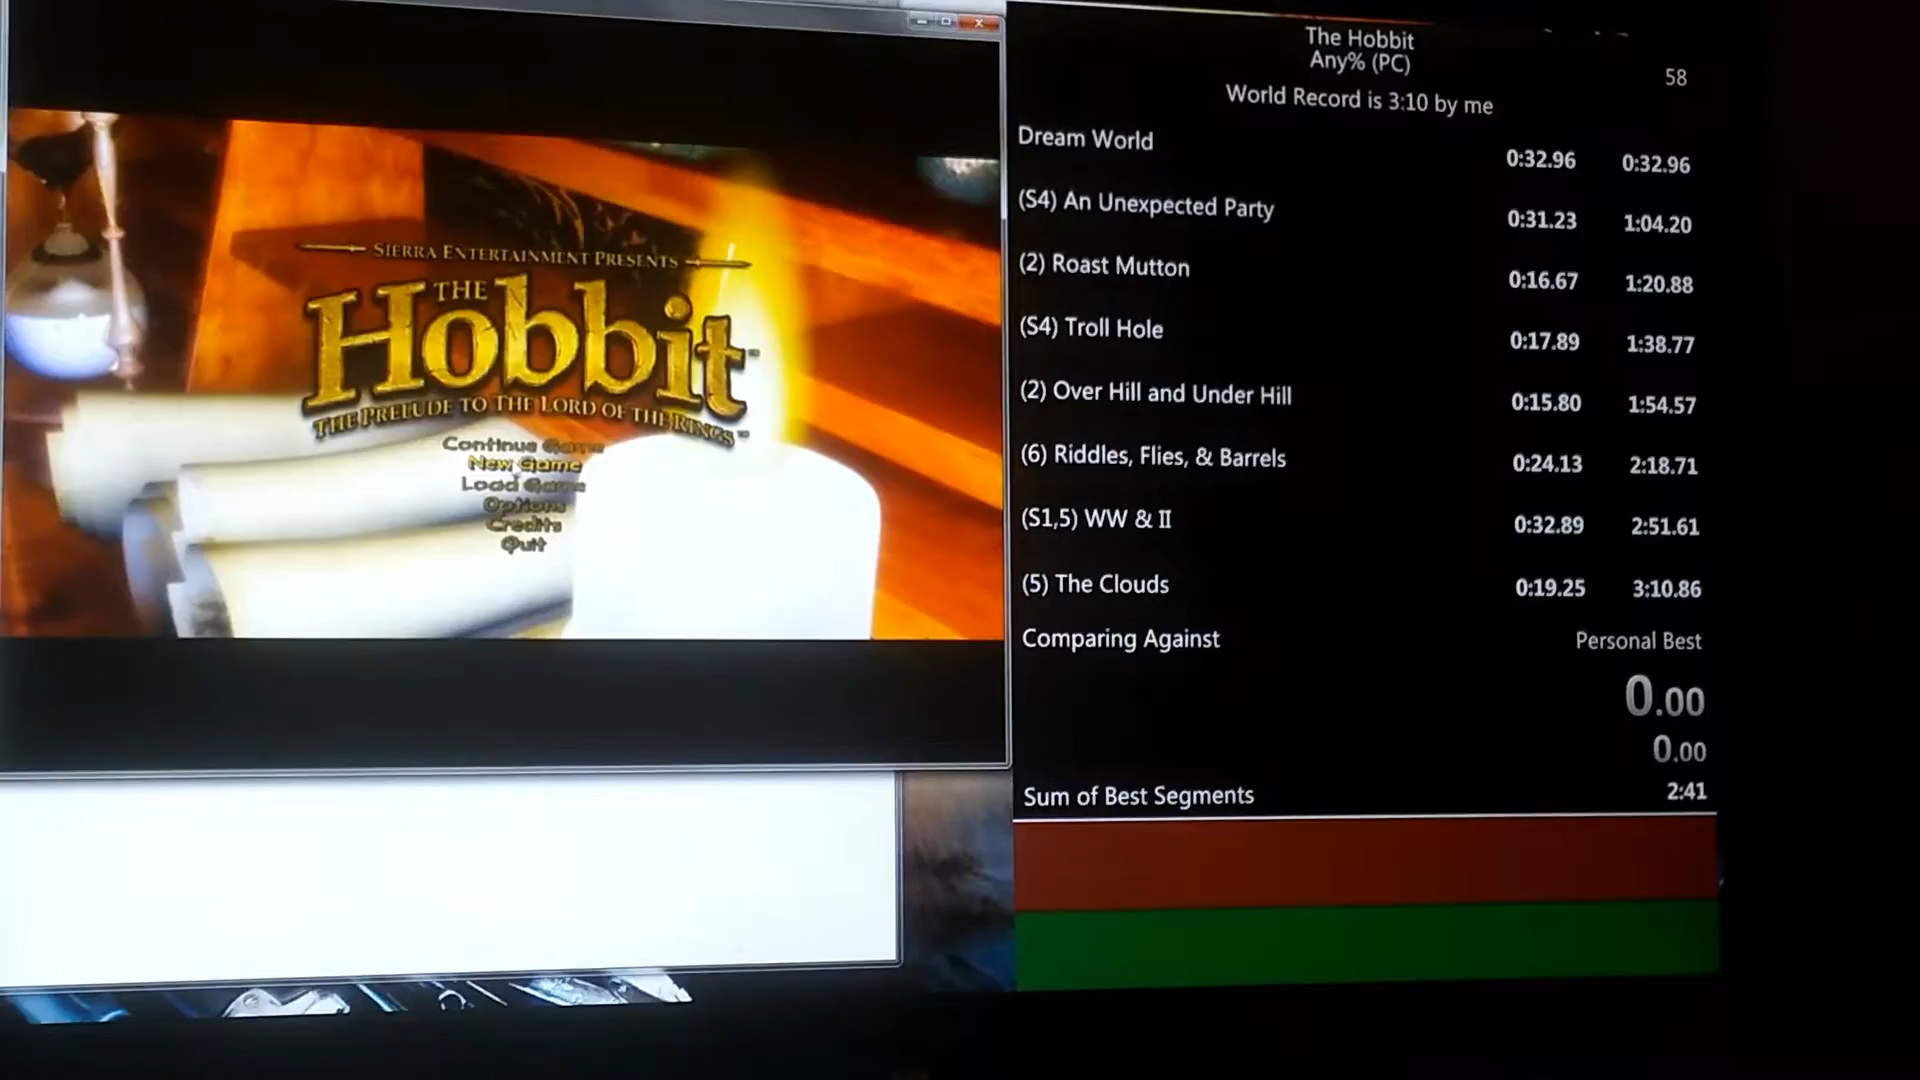 SIERRA ENTERTAINMENT PRESENTS
THE
Hobbit™
THE PRELUDE TO THE LORD OF THE RINGS™
Continue Game
New Game
Load Game
Options
Credits
Quit
The Hobbit
Any% (PC)
58
World Record is 3:10 by me
Dream World 0:32.96 0:32.96
(S4) An Unexpected Party 0:31.23 1:04.20
(2) Roast Mutton 0:16.67 1:20.88
(S4) Troll Hole 0:17.89 1:38.77
(2) Over Hill and Under Hill 0:15.80 1:54.57
(6) Riddles, Flies, & Barrels 0:24.13 2:18.71
(S1,5) WW & II 0:32.89 2:51.61
(5) The Clouds 0:19.25 3:10.86
Comparing Against Personal Best
0.00
0.00
Sum of Best Segments 2:41